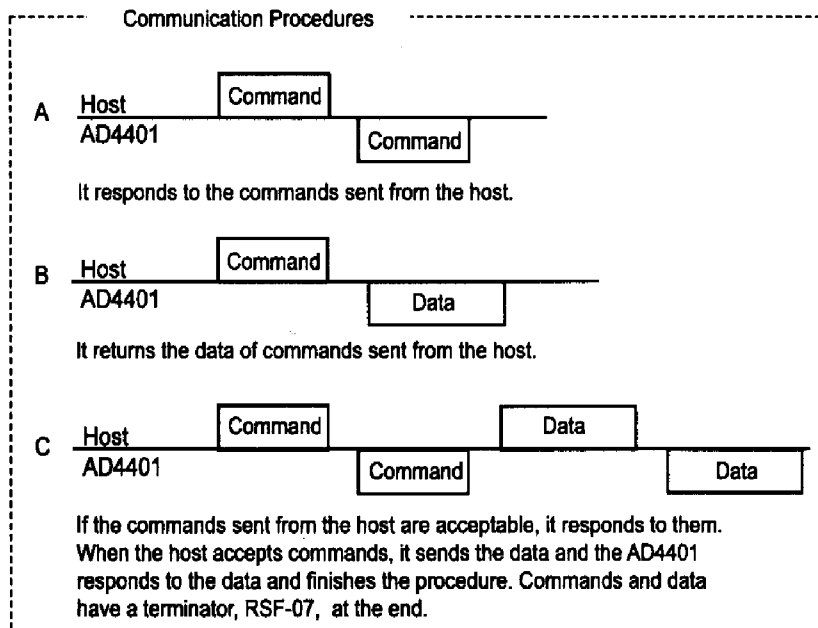 Communication Procedures
A
Host
Command
AD4401
Command
It responds to the commands sent from the host.
B
Host
Command
AD4401
Data
It returns the data of commands sent from the host.
C
Host
Command
Data
AD4401
Command
Data
If the commands sent from the host are acceptable, it responds to them.
When the host accepts commands, it sends the data and the AD4401
responds to the data and finishes the procedure. Commands and data
have a terminator, RSF-07, at the end.